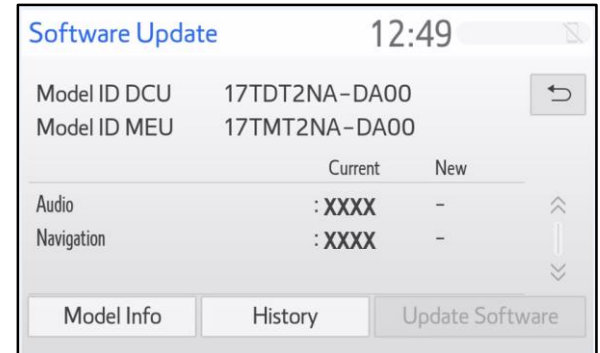 Software Update 12:49
Model ID DCU 17TDT2NA-DA00
Model ID MEU 17TMT2NA-DA00
Current New
Audio : XXXX -
Navigation : XXXX -
Model Info History Update Software